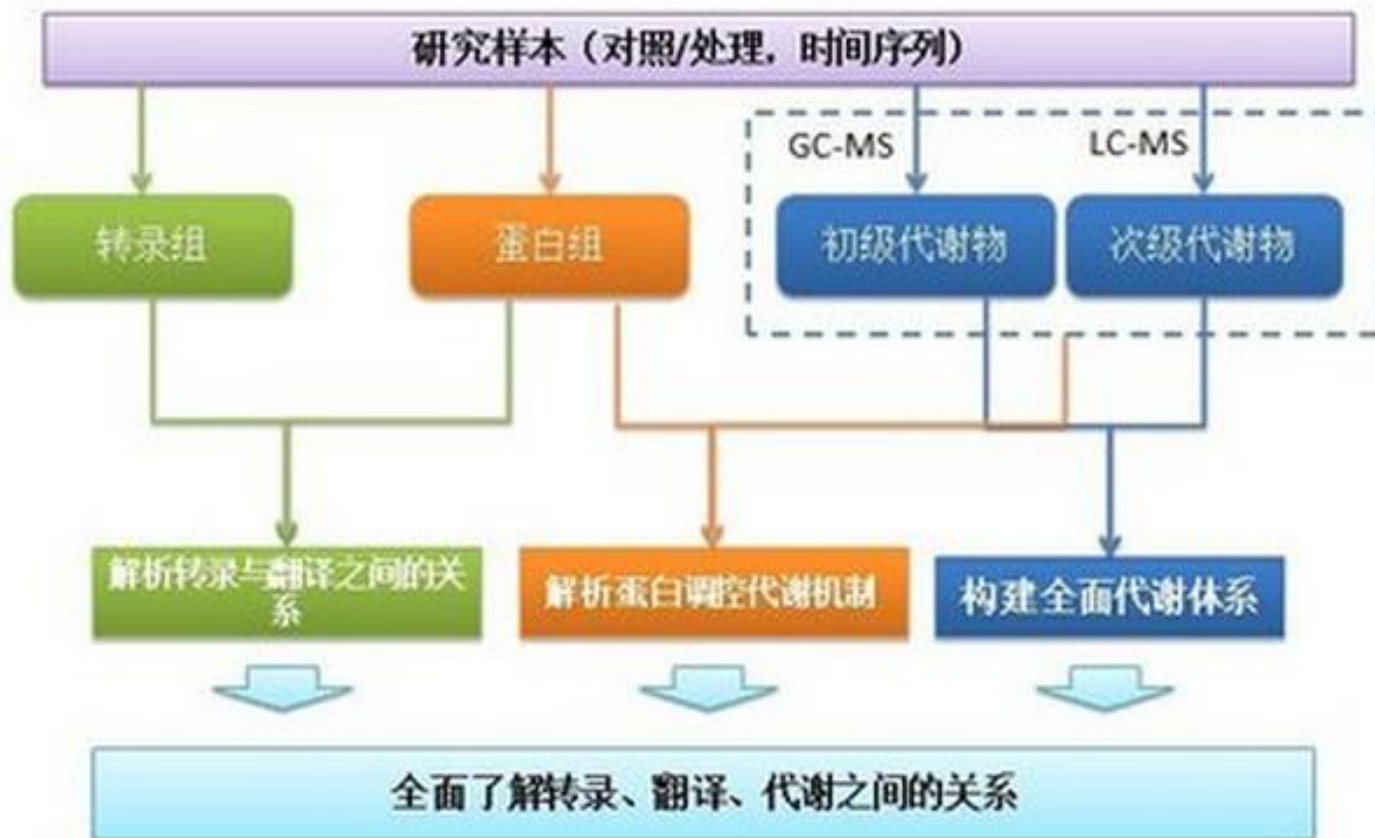 研究样本（对照/处理，时间序列）
GC-MS
LC-MS
转录组
蛋白组
初级代谢物
次级代谢物
解析转录与翻译之间的关
系
解析蛋白调控代谢机制
构建全面代谢体系
全面了解转录、翻译、代谢之间的关系